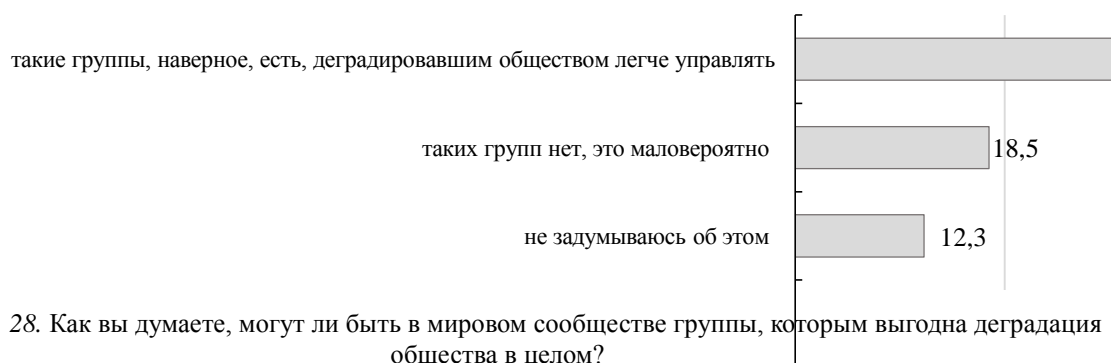 такие группы, наверное, есть, деградировавшим обществом легче управлять
таких групп нет, это маловероятно
18,5
не задумываюсь об этом
12,3
28. Как вы думаете, могут ли быть в мировом сообществе группы, которым выгодна деградация
общества в целом?